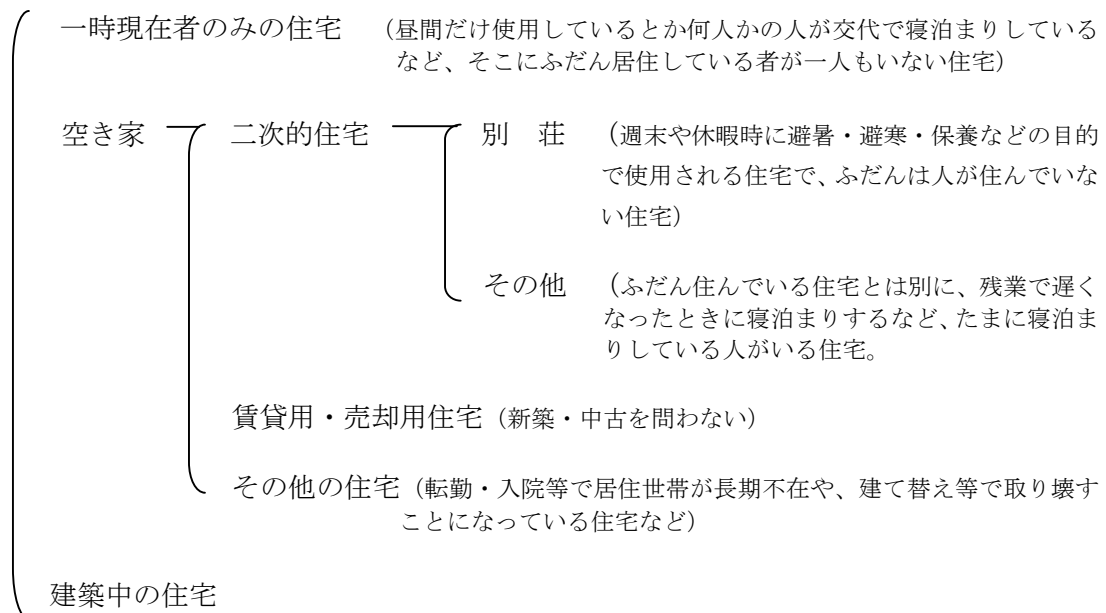 一時現在者のみの住宅 （昼間だけ使用しているとか何人かの人が交代で寝泊まりしている
など、そこにふだん居住している者が一人もいない住宅）
空き家 二次的住宅 別　荘 （週末や休暇時に避暑・避寒・保養などの目的
で使用される住宅で、ふだんは人が住んでいな
い住宅）
その他 （ふだん住んでいる住宅とは別に、残業で遅く
なったときに寝泊まりするなど、たまに寝泊ま
りしている人がいる住宅。
賃貸用・売却用住宅（新築・中古を問わない）
その他の住宅（転勤・入院等で居住世帯が長期不在や、建て替え等で取り壊す
ことになっている住宅など）
建築中の住宅